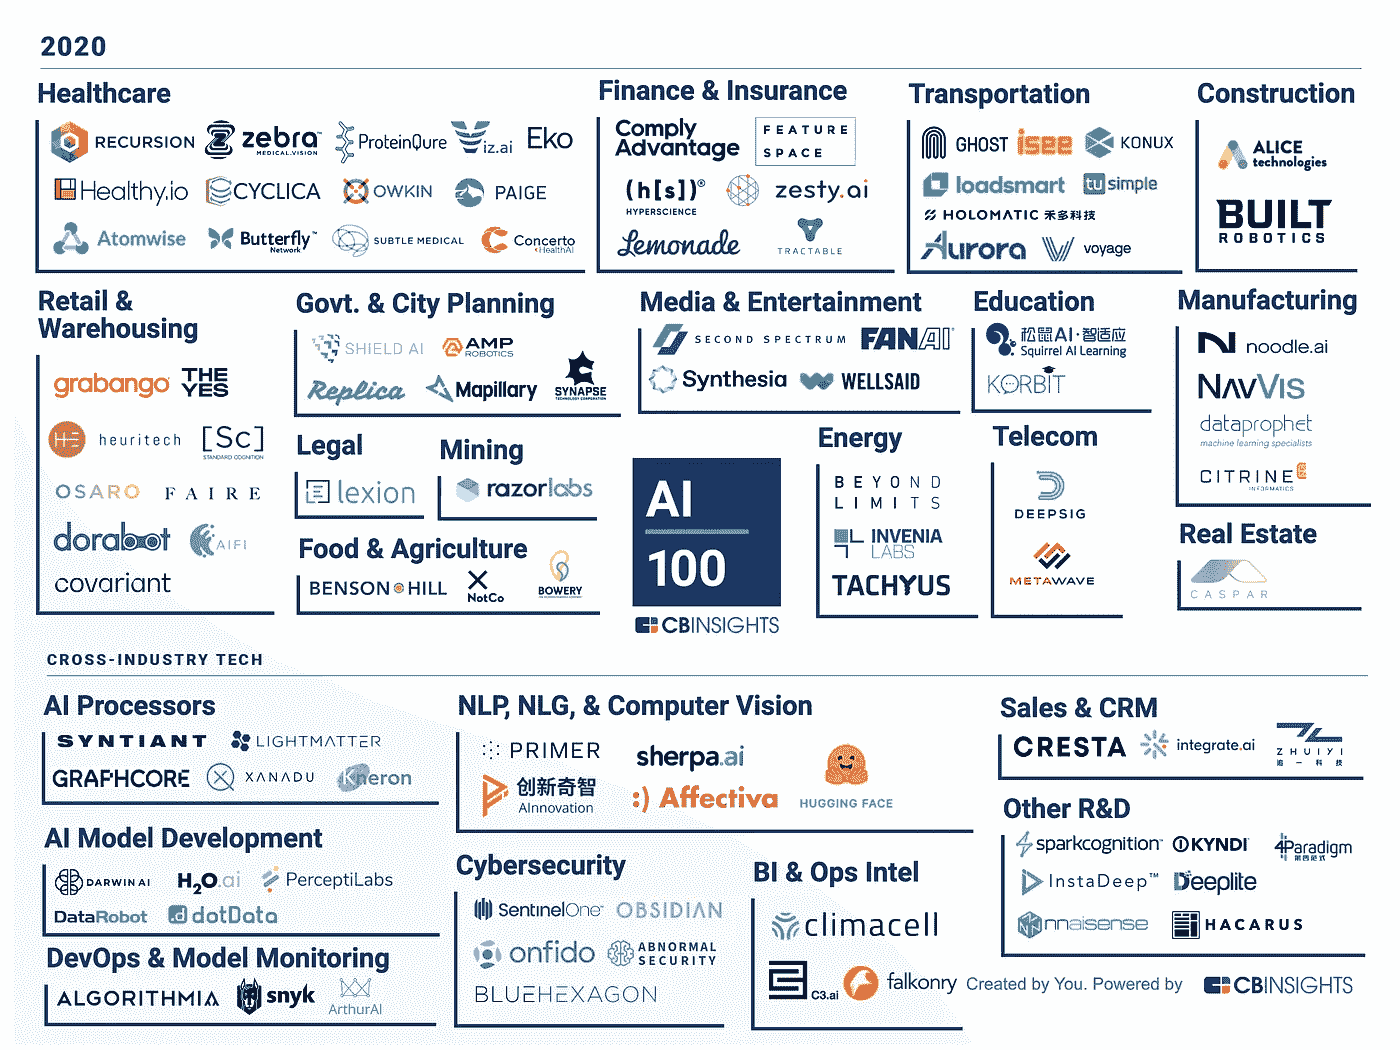 2020
Healthcare
RECURSION
zebra™
MEDICAL VISION
ProteinQure
viz.ai
Eko
Healthy.io
CYCLICA
OWKIN
PAIGE
Atomwise
Butterfly™
Network
SUBTLE MEDICAL
Concerto
HealthAI
Finance & Insurance
Comply
Advantage
FEATURE
SPACE
(h[s])®
HYPERSCIENCE
zesty.ai
Lemonade
TRACTABLE
Transportation
GHOST
isee
KONUX
loadsmart
tusimple
HOLOMATIC 禾多科技
Aurora
voyage
Construction
ALICE
technologies
BUILT
ROBOTICS
Retail &
Warehousing
grabango
THE
YES
HE
heuritech
[Sc]
STANDARD COGNITION
OSARO
FAIRE
dorabot
AIFI
covariant
Govt. & City Planning
SHIELD AI
AMP
ROBOTICS
Replica
Mapillary
SYNAPSE
TECHNOLOGY CORPORATION
Media & Entertainment
SECOND SPECTRUM
FANAI
Synthesia
WELLSAID
Education
松鼠AI·智适应
Squirrel AI Learning
KORBIT
Manufacturing
noodle.ai
NAVVIS
dataprophet
machine learning specialists
CITRINE
INFORMATICS
Legal
lexion
Mining
razorlabs
Food & Agriculture
BENSON HILL
NotCo
BOWERY
AI
100
CBINSIGHTS
Energy
BEYOND
LIMITS
INVENIA
LABS
TACHYUS
Telecom
DEEPSIG
METAWAVE
Real Estate
CASPAR
CROSS-INDUSTRY TECH
AI Processors
SYNTIANT
LIGHTMATTER
GRAPHCORE
XANADU
Kneron
NLP, NLG, & Computer Vision
PRIMER
sherpa.ai
创新奇智
AInnovation
:) Affectiva
HUGGING FACE
Sales & CRM
CRESTA
integrate.ai
ZHUIYI
追一科技
AI Model Development
DARWIN AI
H2O.ai
PerceptiLabs
DataRobot
dotData
Cybersecurity
SentinelOne
OBSIDIAN
onfido
ABNORMAL
SECURITY
BLUEHEXAGON
BI & Ops Intel
climacell
C3.ai
falkonry
Other R&D
sparkcognition™
KYNDI
4Paradigm
第四范式
InstaDeep™
Deeplite
nnaisense
HACARUS
DevOps & Model Monitoring
ALGORITHMIA
snyk
ArthurAI
Created by You. Powered by
CBINSIGHTS